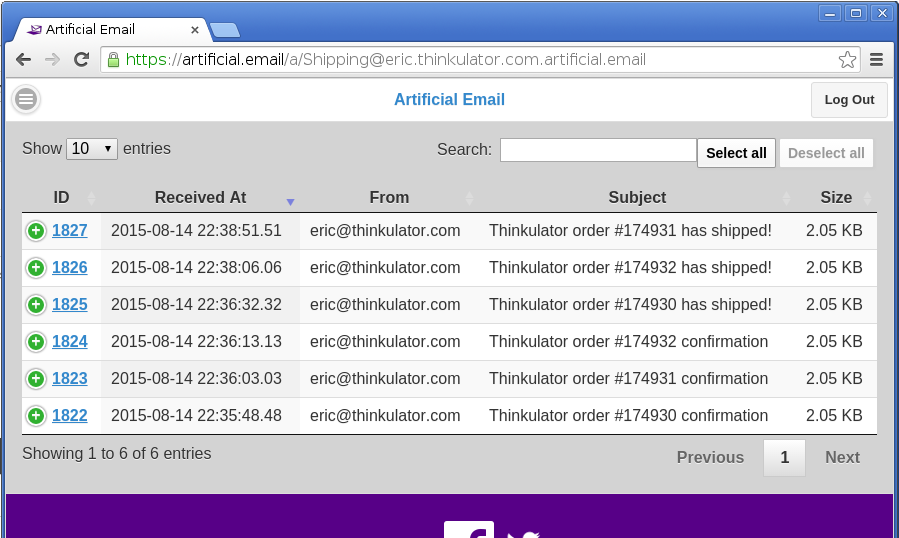 Artificial Email
https://artificial.email/a/Shipping@eric.thinkulator.com.artificial.email
Artificial Email Log Out
Show 10 entries Search: Select all Deselect all
ID Received At From Subject Size
1827 2015-08-14 22:38:51.51 eric@thinkulator.com Thinkulator order #174931 has shipped! 2.05 KB
1826 2015-08-14 22:38:06.06 eric@thinkulator.com Thinkulator order #174932 has shipped! 2.05 KB
1825 2015-08-14 22:36:32.32 eric@thinkulator.com Thinkulator order #174930 has shipped! 2.05 KB
1824 2015-08-14 22:36:13.13 eric@thinkulator.com Thinkulator order #174932 confirmation 2.05 KB
1823 2015-08-14 22:36:03.03 eric@thinkulator.com Thinkulator order #174931 confirmation 2.05 KB
1822 2015-08-14 22:35:48.48 eric@thinkulator.com Thinkulator order #174930 confirmation 2.05 KB
Showing 1 to 6 of 6 entries Previous 1 Next